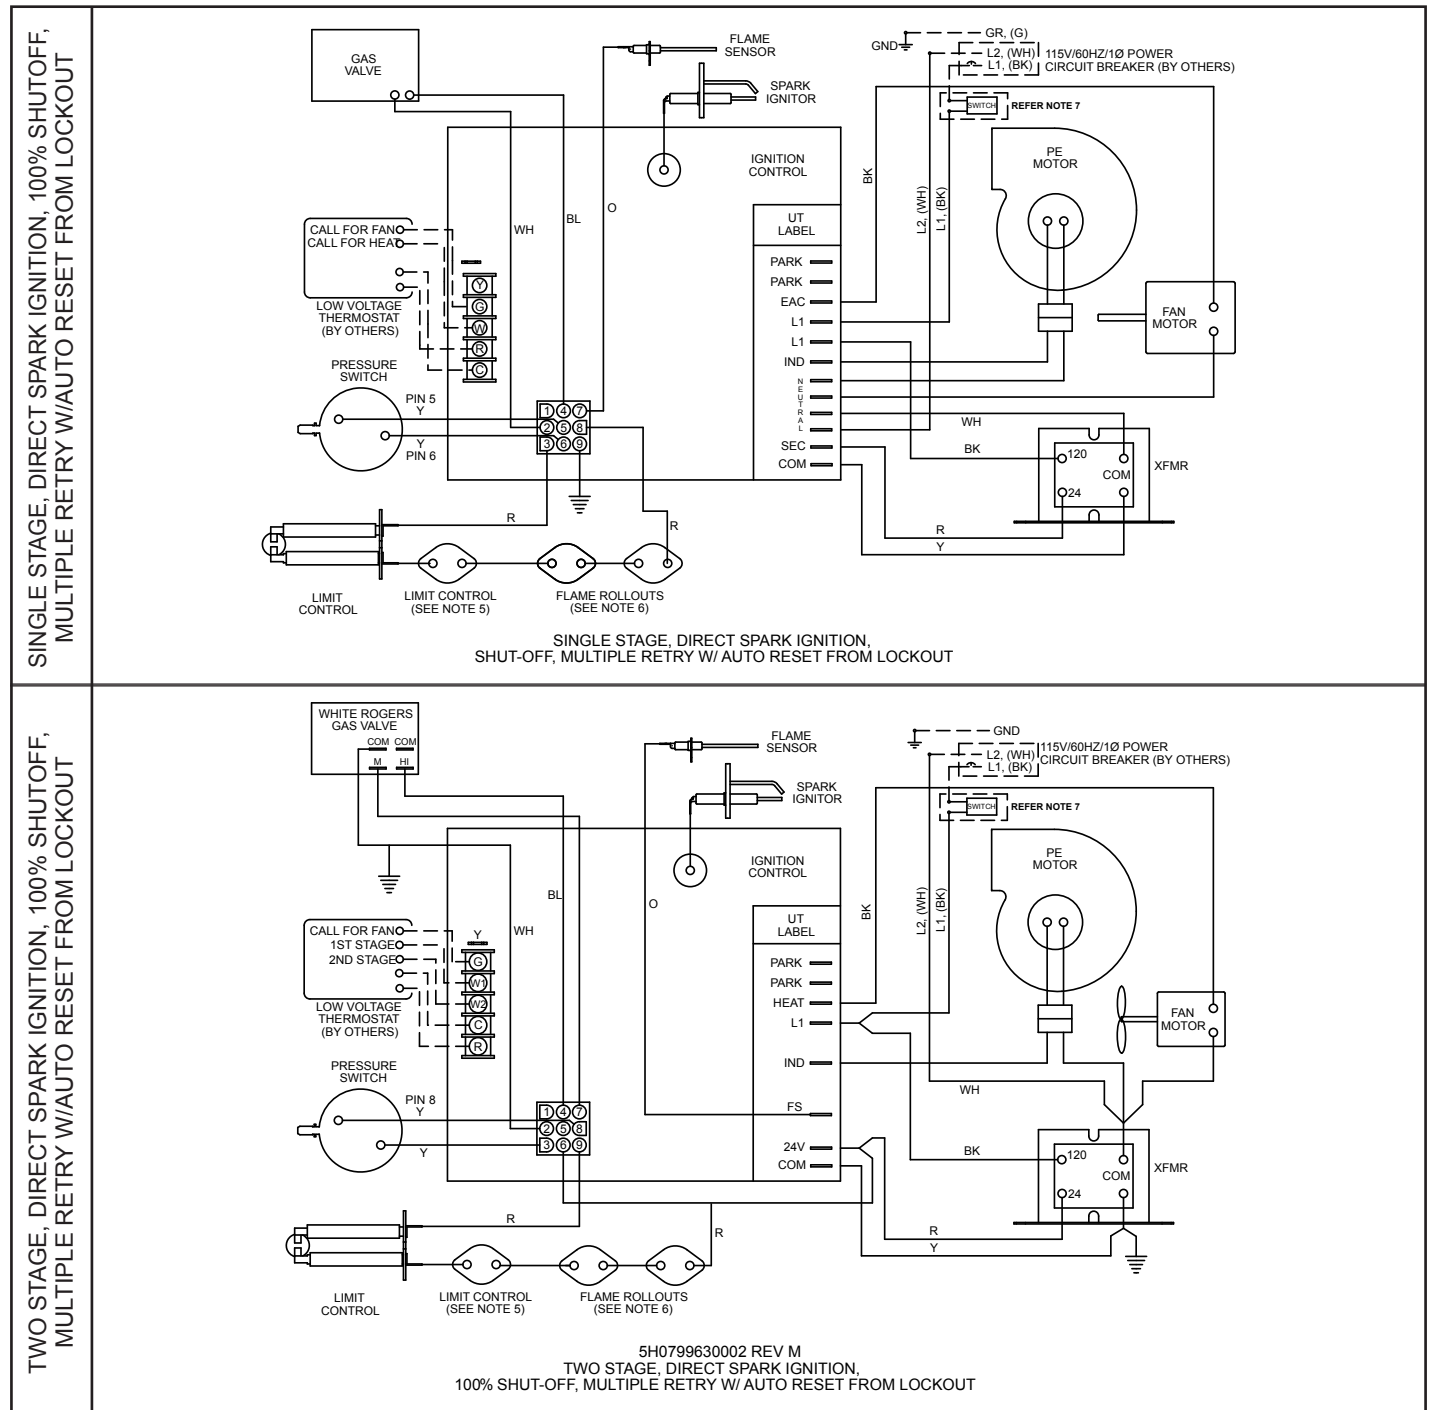 SINGLE STAGE, DIRECT SPARK IGNITION, 100% SHUTOFF,
MULTIPLE RETRY W/AUTO RESET FROM LOCKOUT
GAS
VALVE
FLAME
SENSOR
SPARK
IGNITOR
GND
GR, (G)
L2, (WH)
L1, (BK)
115V/60HZ/1Ø POWER
CIRCUIT BREAKER (BY OTHERS)
SWITCH
REFER NOTE 7
IGNITION
CONTROL
PE
MOTOR
BK
L2, (WH)
L1, (BK)
O
BL
WH
UT
LABEL
CALL FOR FAN
CALL FOR HEAT
LOW VOLTAGE
THERMOSTAT
(BY OTHERS)
Y
G
W
R
C
PARK
PARK
EAC
L1
L1
IND
NEUTRAL
SEC
COM
FAN
MOTOR
PRESSURE
SWITCH
PIN 5
Y
Y
PIN 6
1 4 7
2 5 8
3 6 9
WH
BK
120
COM
24
XFMR
R
Y
R
R
LIMIT
CONTROL
LIMIT CONTROL
(SEE NOTE 5)
FLAME ROLLOUTS
(SEE NOTE 6)
SINGLE STAGE, DIRECT SPARK IGNITION,
SHUT-OFF, MULTIPLE RETRY W/ AUTO RESET FROM LOCKOUT
TWO STAGE, DIRECT SPARK IGNITION, 100% SHUTOFF,
MULTIPLE RETRY W/AUTO RESET FROM LOCKOUT
WHITE ROGERS
GAS VALVE
COM COM
M HI
FLAME
SENSOR
SPARK
IGNITOR
GND
L2, (WH)
L1, (BK)
115V/60HZ/1Ø POWER
CIRCUIT BREAKER (BY OTHERS)
SWITCH
REFER NOTE 7
IGNITION
CONTROL
PE
MOTOR
BK
L2, (WH)
L1, (BK)
BL
O
WH
UT
LABEL
CALL FOR FAN
1ST STAGE
2ND STAGE
LOW VOLTAGE
THERMOSTAT
(BY OTHERS)
Y
G
W1
W2
C
R
PARK
PARK
HEAT
L1
IND
FS
24V
COM
FAN
MOTOR
PRESSURE
SWITCH
PIN 8
Y
Y
1 4 7
2 5 8
3 6 9
WH
BK
120
COM
24
XFMR
R
Y
R
R
LIMIT
CONTROL
LIMIT CONTROL
(SEE NOTE 5)
FLAME ROLLOUTS
(SEE NOTE 6)
5H0799630002 REV M
TWO STAGE, DIRECT SPARK IGNITION,
100% SHUT-OFF, MULTIPLE RETRY W/ AUTO RESET FROM LOCKOUT